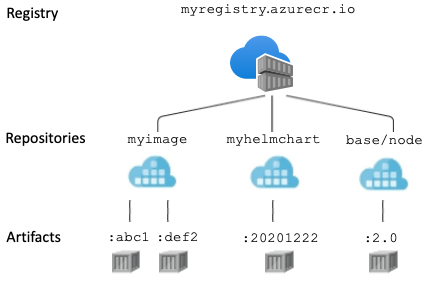 Registry myregistry.azurecr.io
Repositories myimage myhelmchart base/node
Artifacts :abc1 :def2 :20201222 :2.0